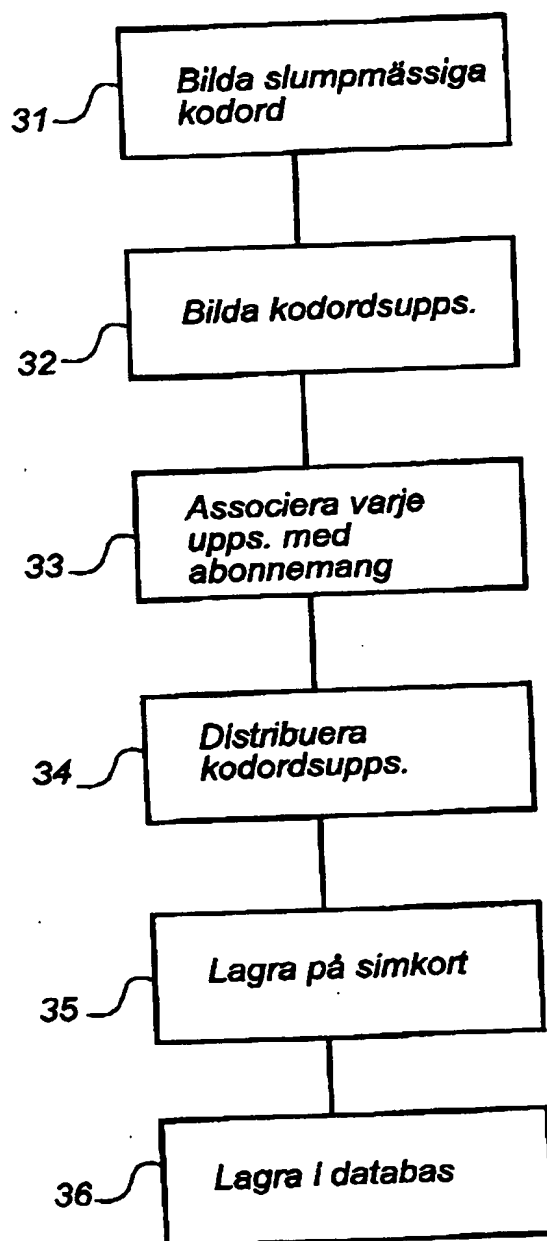 31
Bilda slumpmässiga
kodord
32
Bilda kodordsupps.
33
Associera varje
upps. med
abonnemang
34
Distribuera
kodordsupps.
35
Lagra på simkort
36
Lagra i databas